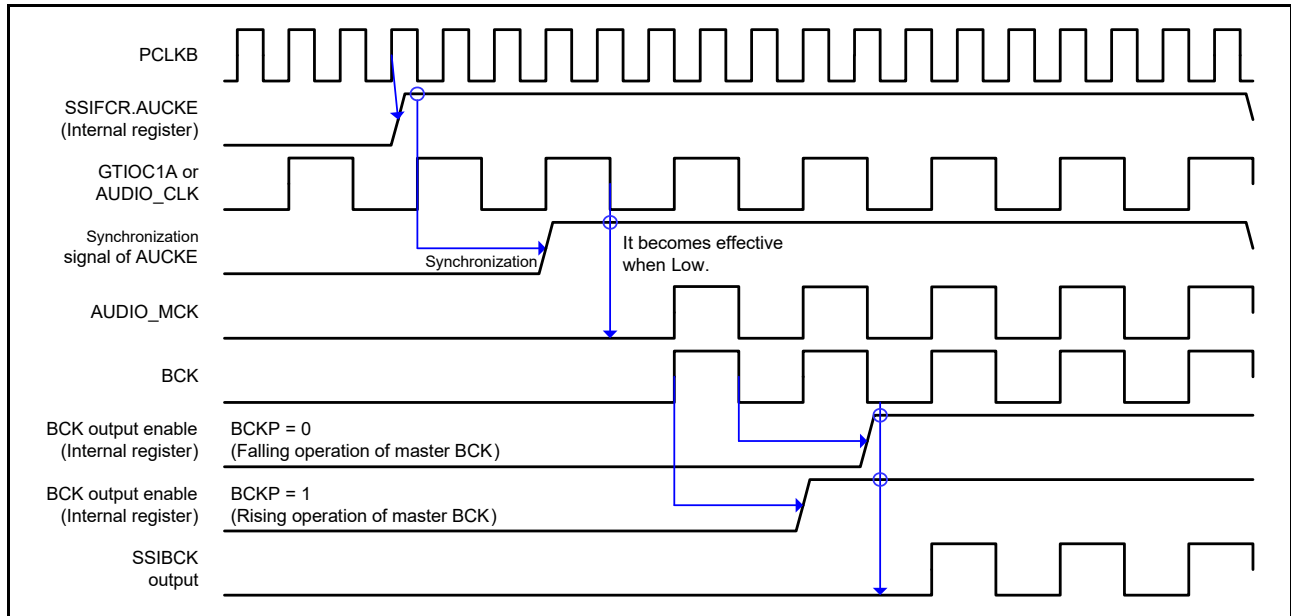 PCLKB
SSIFCR.AUCKE
(Internal register)
GTIOC1A or
AUDIO_CLK
Synchronization
signal of AUCKE
Synchronization
It becomes effective
when Low.
AUDIO_MCK
BCK
BCK output enable
(Internal register)
BCKP = 0
(Falling operation of master BCK)
BCK output enable
(Internal register)
BCKP = 1
(Rising operation of master BCK)
SSIBCK
output